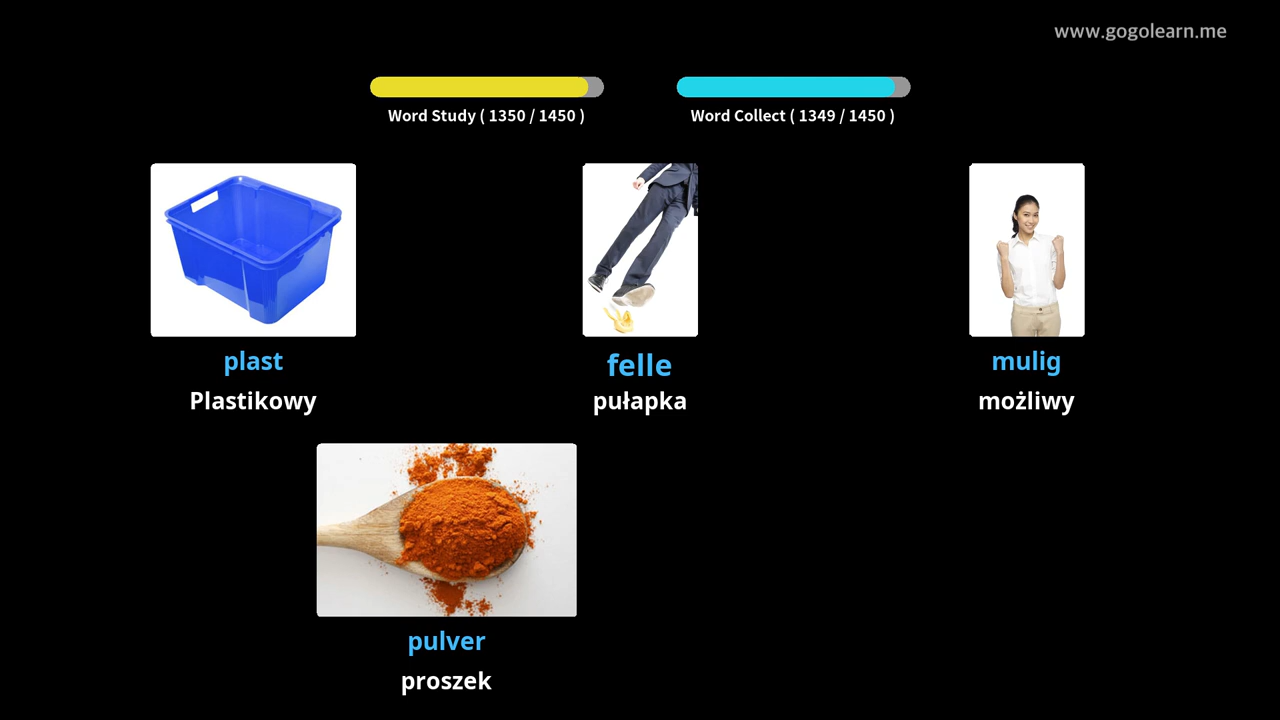 www.gogolearn.me
Word Study ( 1350 / 1450 )
Word Collect ( 1349 / 1450 )
plast
Plastikowy
felle
pułapka
mulig
możliwy
pulver
proszek